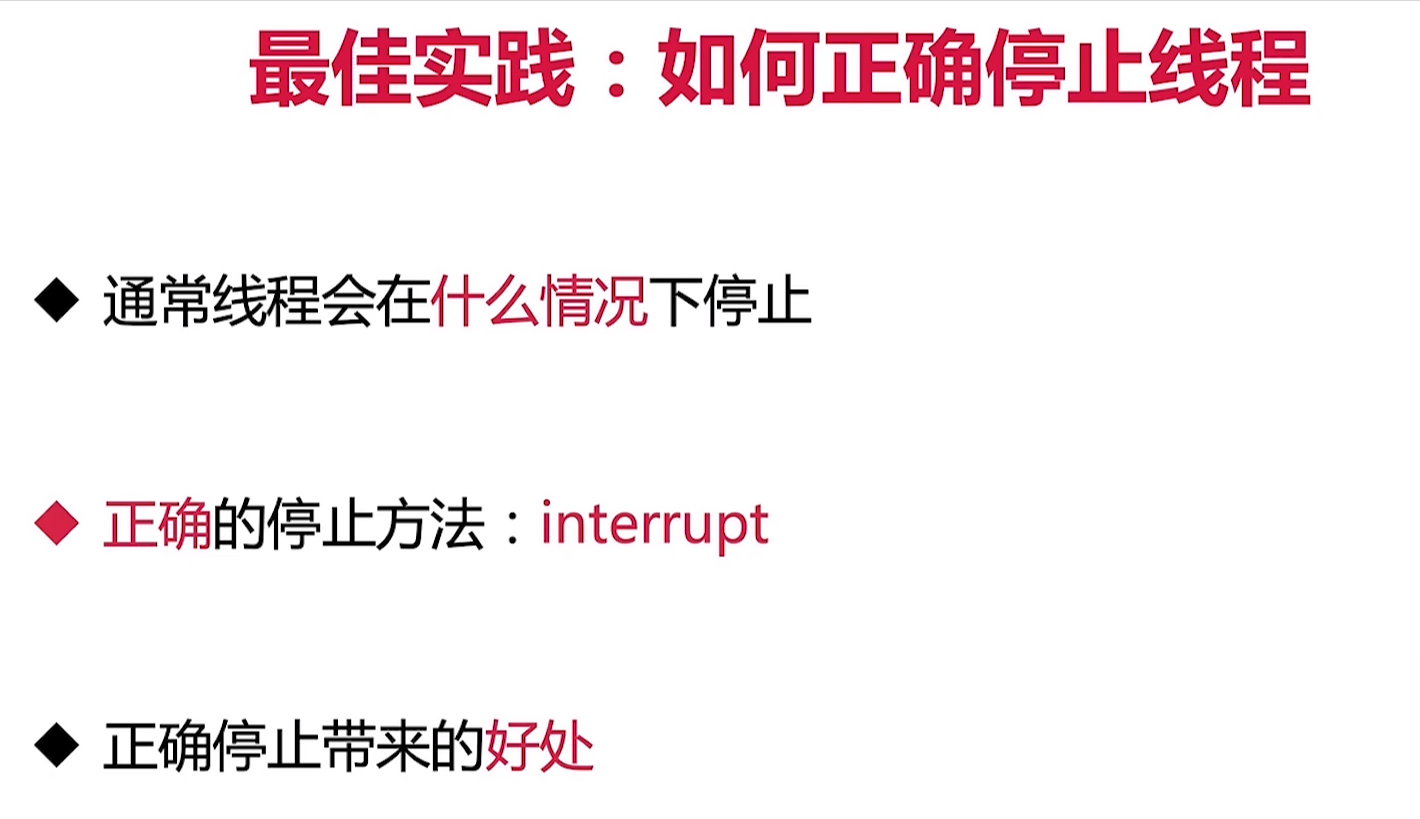 最佳实践：如何正确停止线程
◆ 通常线程会在什么情况下停止
◆ 正确的停止方法：interrupt
◆ 正确停止带来的好处